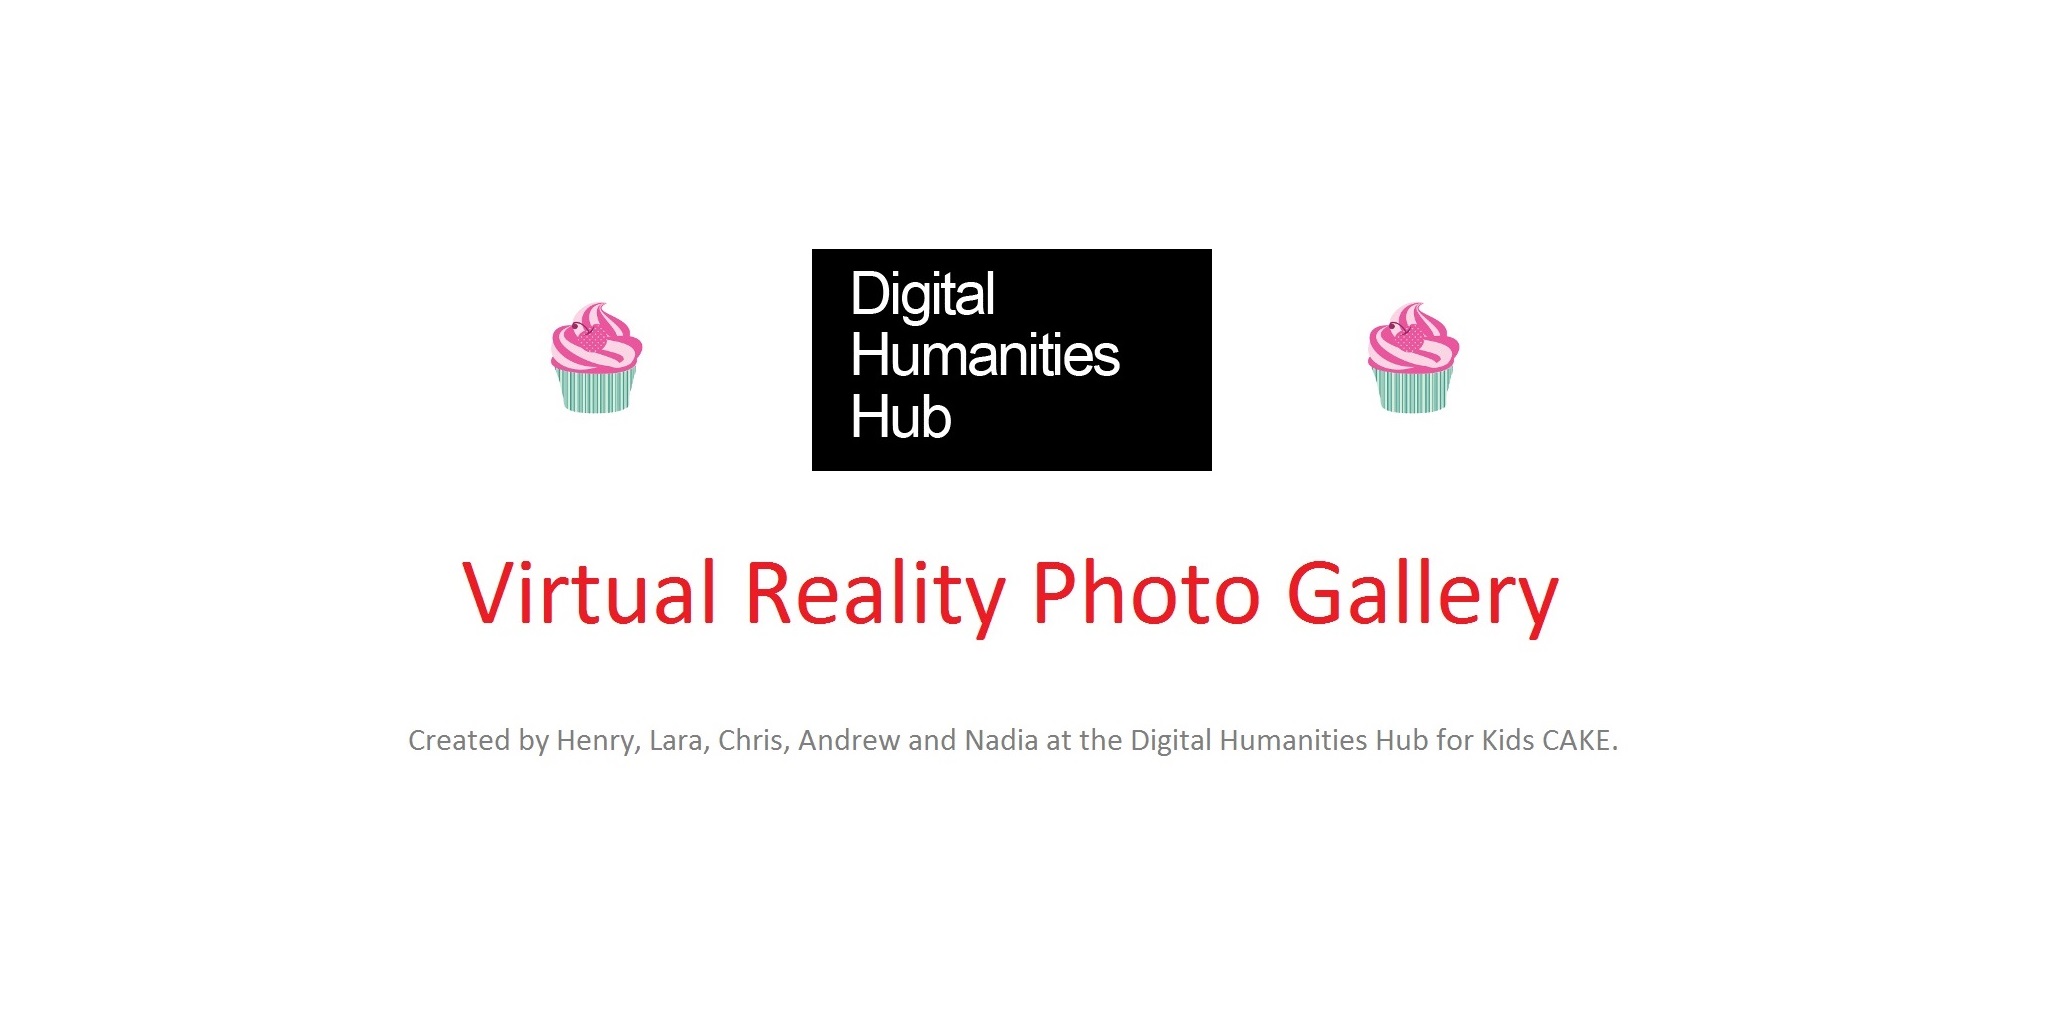 Digital
Humanities
Hub
Virtual Reality Photo Gallery
Created by Henry, Lara, Chris, Andrew and Nadia at the Digital Humanities Hub for Kids CAKE.